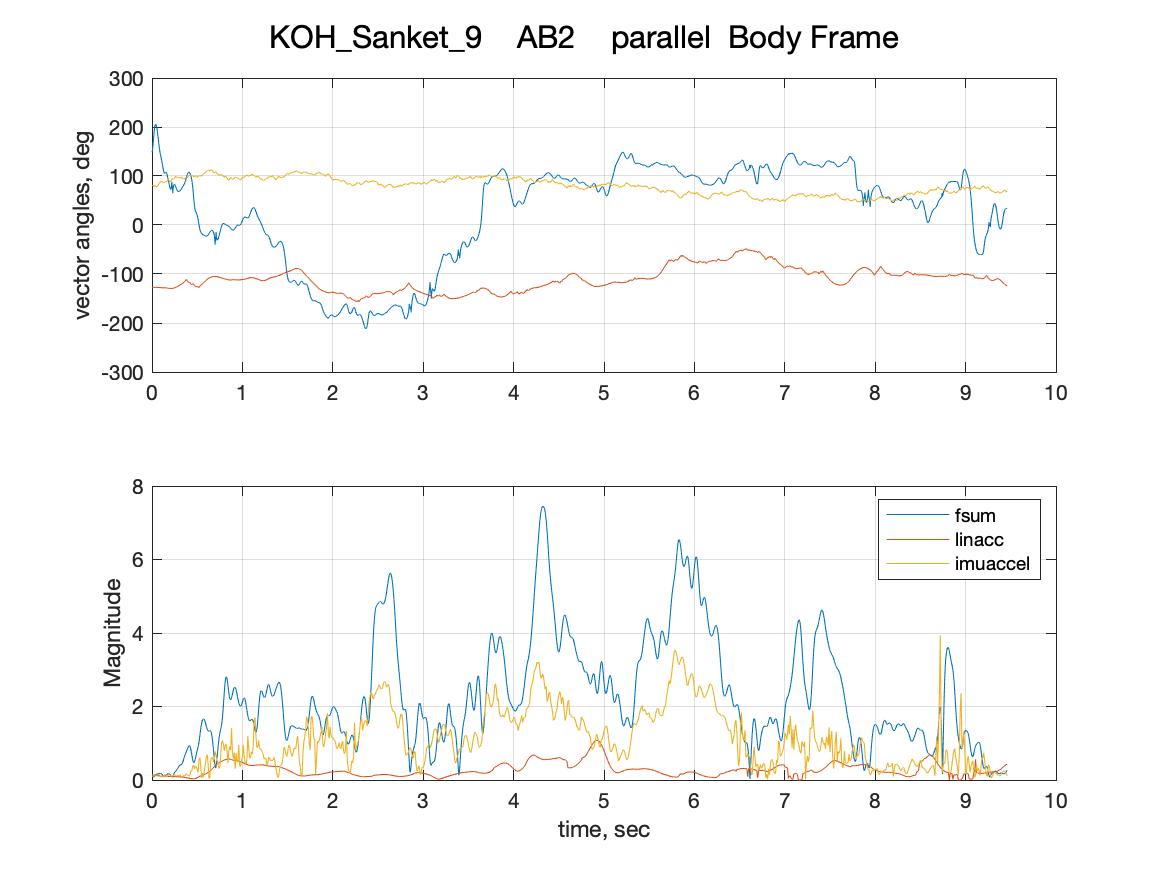 KOH_Sanket_9 AB2 parallel Body Frame
300
200
100
0
-100
-200
-300
vector angles, deg
0 1 2 3 4 5 6 7 8 9 10
8
6
4
2
0
Magnitude
fsum
linacc
imuaccel
0 1 2 3 4 5 6 7 8 9 10
time, sec